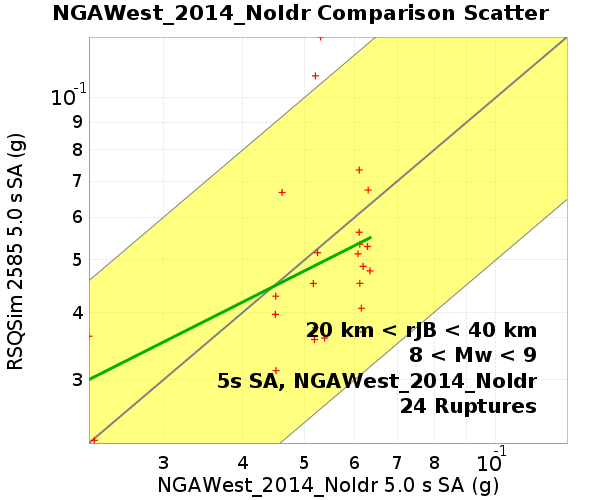 NGAWest_2014_NoIdr Comparison Scatter
RSQSim 2585 5.0 s SA (g)
10⁻¹
9
8
7
6
5
4
3
20 km < rJB < 40 km
8 < Mw < 9
5s SA, NGAWest_2014_NoIdr
24 Ruptures
3 4 5 6 7 8 10⁻¹
NGAWest_2014_NoIdr 5.0 s SA (g)